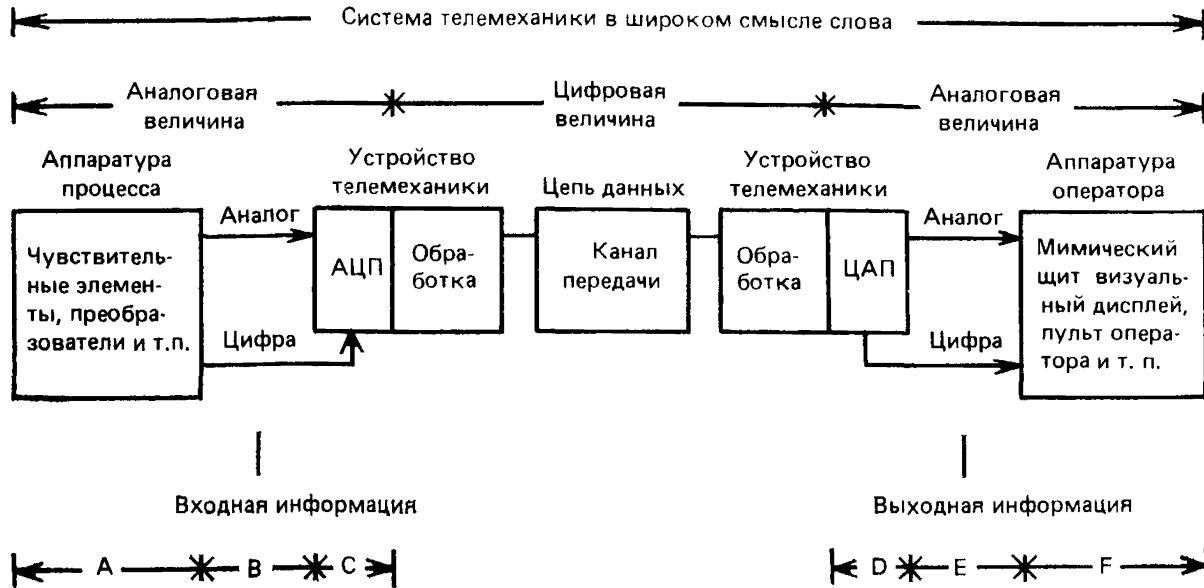 Система телемеханики в широком смысле слова
Аналоговая
величина
Цифровая
величина
Аналоговая
величина
Аппаратура
процесса
Устройство
телемеханики
Цепь данных
Устройство
телемеханики
Аппаратура
оператора
Чувствитель-
ные элемен-
ты, преобра-
зователи и т.п.
Аналог
Цифра
АЦП
Обра-
ботка
Канал
передачи
Обра-
ботка
ЦАП
Аналог
Цифра
Мимический
щит визуаль-
ный дисплей,
пульт опера-
тора и т. п.
Входная информация
Выходная информация
A B C D E F